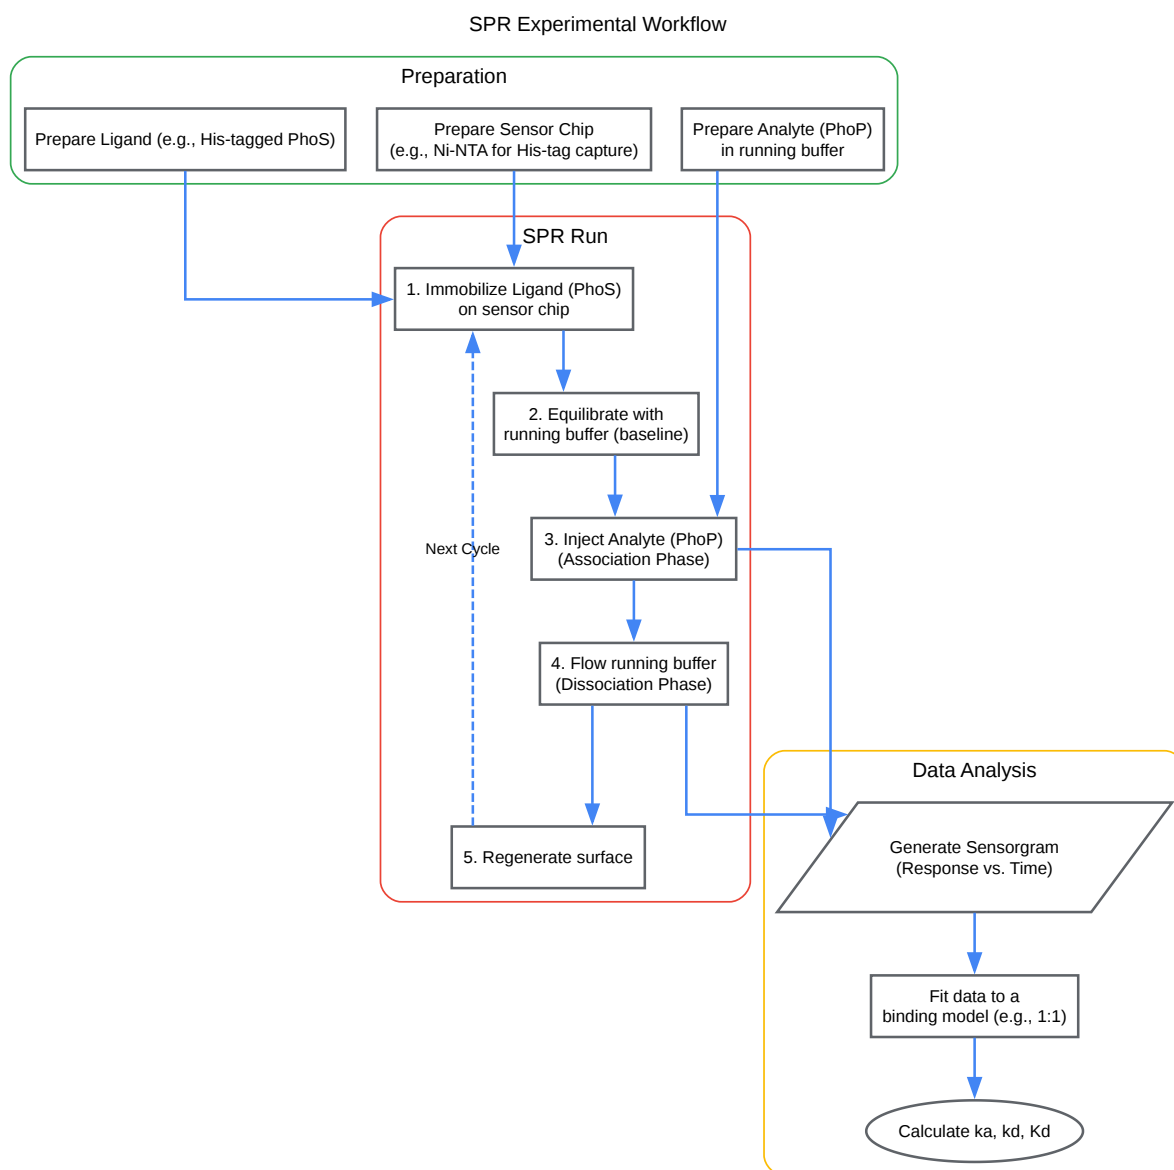 SPR Experimental Workflow
Preparation
Prepare Ligand (e.g., His-tagged PhoS)
Prepare Sensor Chip
(e.g., Ni-NTA for His-tag capture)
Prepare Analyte (PhoP)
in running buffer
SPR Run
1. Immobilize Ligand (PhoS)
on sensor chip
2. Equilibrate with
running buffer (baseline)
Next Cycle
3. Inject Analyte (PhoP)
(Association Phase)
4. Flow running buffer
(Dissociation Phase)
5. Regenerate surface
Data Analysis
Generate Sensorgram
(Response vs. Time)
Fit data to a
binding model (e.g., 1:1)
Calculate ka, kd, Kd